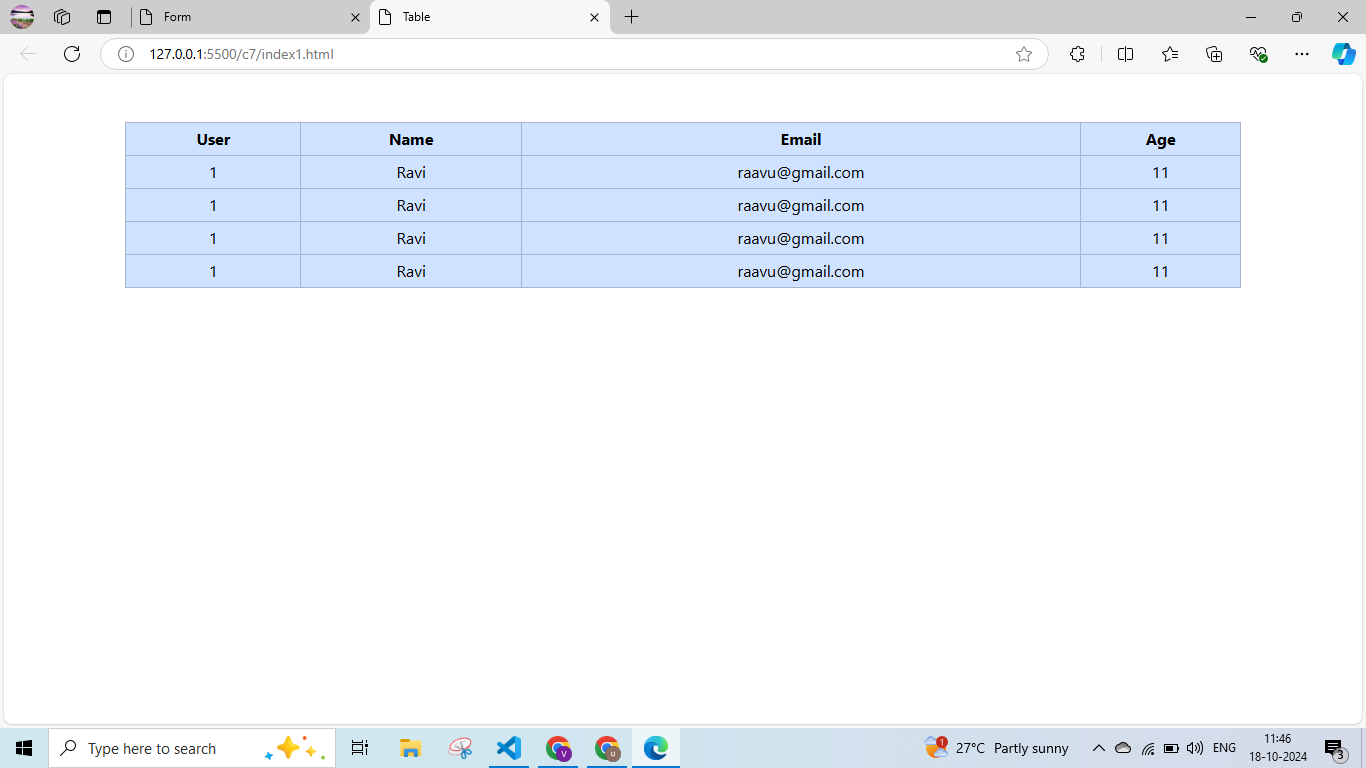 Form
Table
127.0.0.1:5500/c7/index1.html
User Name Email Age
1 Ravi raavu@gmail.com 11
1 Ravi raavu@gmail.com 11
1 Ravi raavu@gmail.com 11
1 Ravi raavu@gmail.com 11
Type here to search
V
u
1
27°C Partly sunny
ENG
11:46
18-10-2024
3